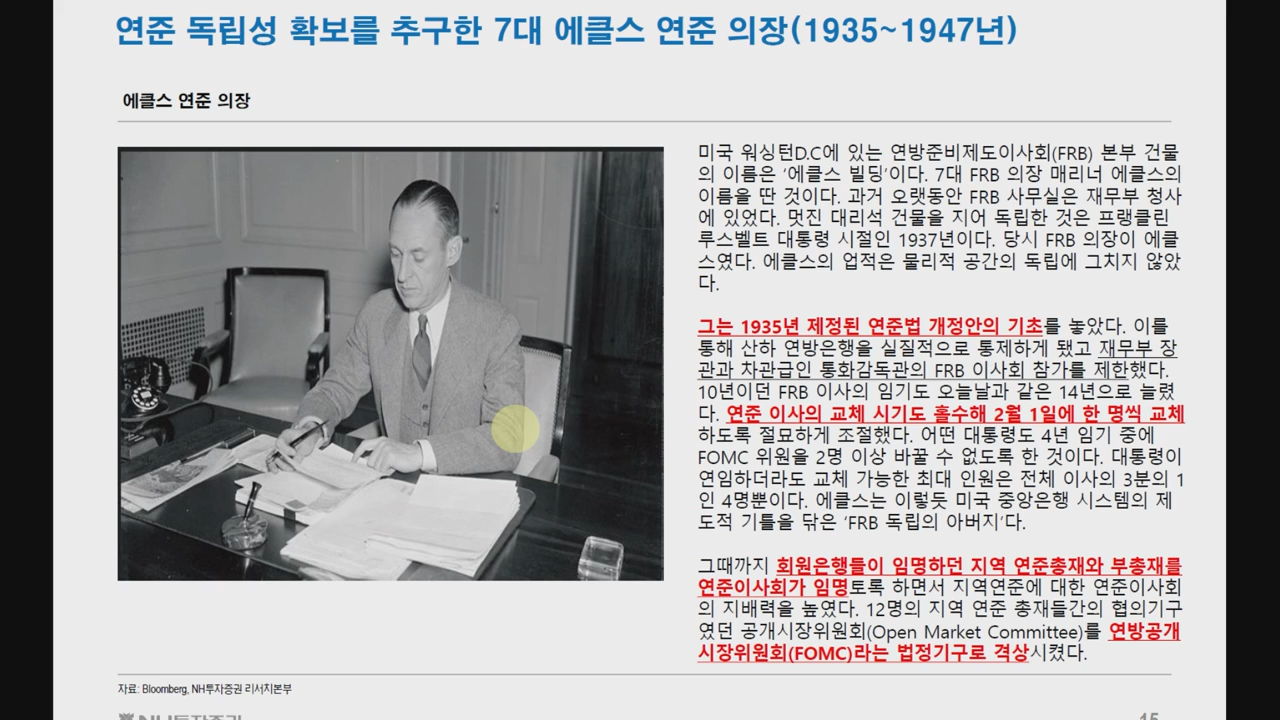 연준 독립성 확보를 추구한 7대 에클스 연준 의장(1935~1947년)
에클스 연준 의장
미국 워싱턴D.C에 있는 연방준비제도이사회(FRB) 본부 건물
의 이름은 ‘에클스 빌딩’이다. 7대 FRB 의장 매리너 에클스의
이름을 딴 것이다. 과거 오랫동안 FRB 사무실은 재무부 청사
에 있었다. 멋진 대리석 건물을 지어 독립한 것은 프랭클린
루스벨트 대통령 시절인 1937년이다. 당시 FRB 의장이 에클
스였다. 에클스의 업적은 물리적 공간의 독립에 그치지 않았
다.
그는 1935년 제정된 연준법 개정안의 기초를 놓았다. 이를
통해 산하 연방은행을 실질적으로 통제하게 됐고 재무부 장
관과 차관급인 통화감독관의 FRB 이사회 참가를 제한했다.
10년이던 FRB 이사의 임기도 오늘날과 같은 14년으로 늘렸
다. 연준 이사의 교체 시기도 홀수해 2월 1일에 한 명씩 교체
하도록 절묘하게 조절했다. 어떤 대통령도 4년 임기 중에
FOMC 위원을 2명 이상 바꿀 수 없도록 한 것이다. 대통령이
연임하더라도 교체 가능한 최대 인원은 전체 이사의 3분의 1
인 4명뿐이다. 에클스는 이렇듯 미국 중앙은행 시스템의 제
도적 기틀을 닦은 ‘FRB 독립의 아버지’다.
그때까지 회원은행들이 임명하던 지역 연준총재와 부총재를
연준이사회가 임명토록 하면서 지역연준에 대한 연준이사회
의 지배력을 높였다. 12명의 지역 연준 총재들간의 협의기구
였던 공개시장위원회(Open Market Committee)를 연방공개
시장위원회(FOMC)라는 법정기구로 격상시켰다.
자료: Bloomberg, NH투자증권 리서치본부
NH투자증권
15